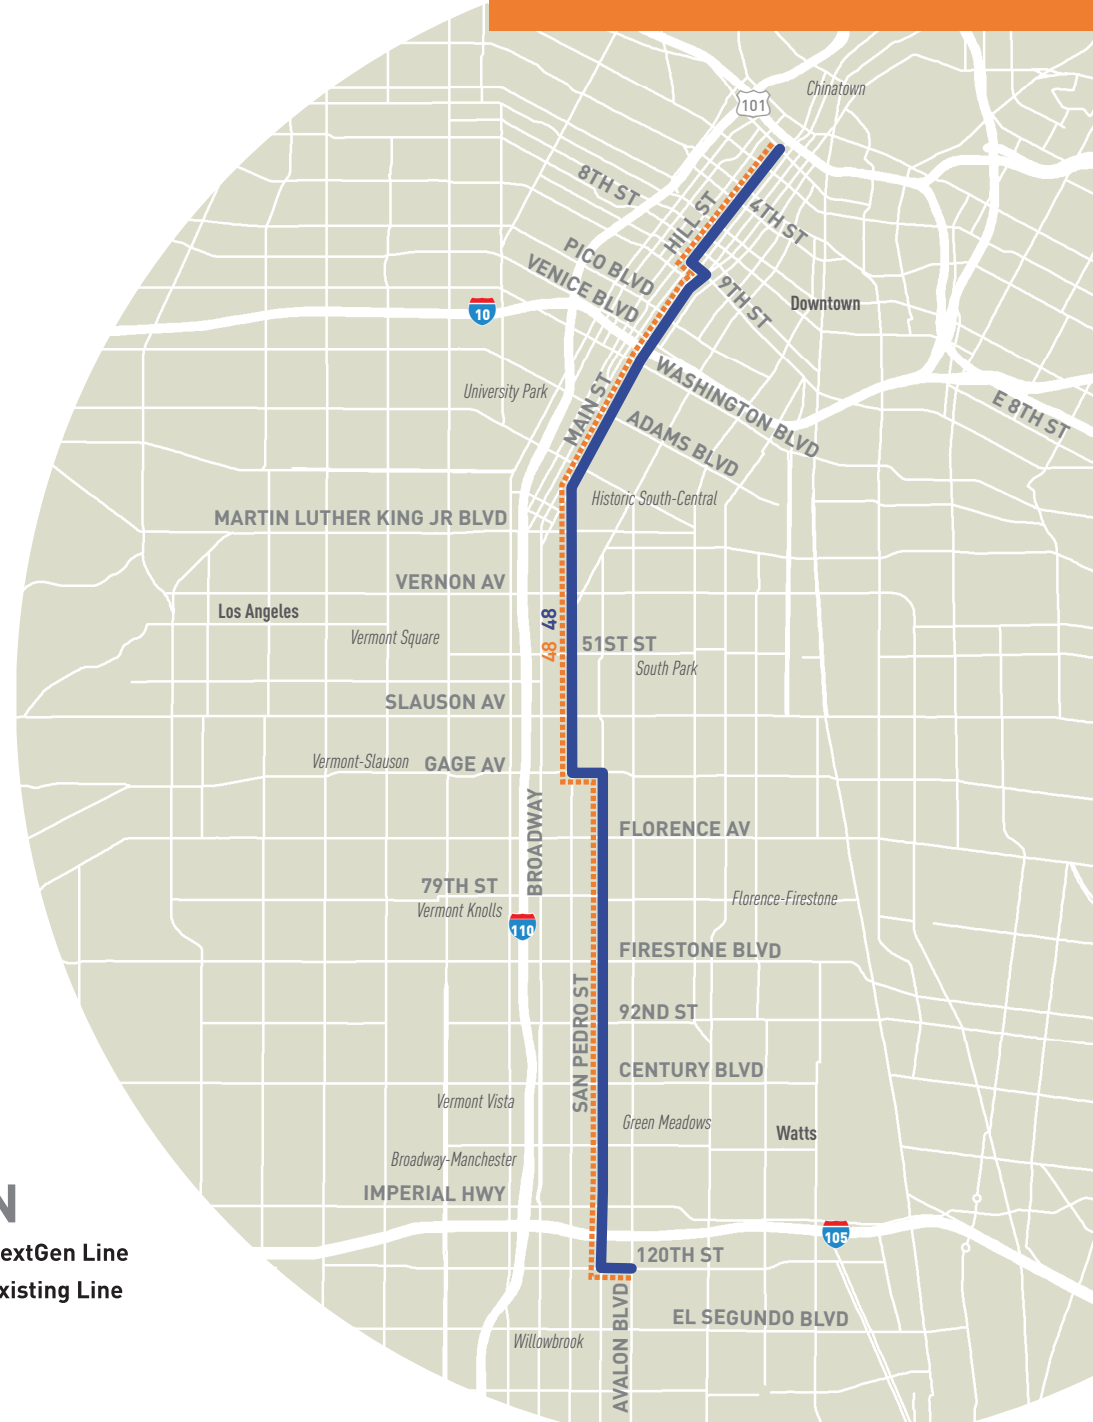 Chinatown
101
8TH ST
HILL ST
4TH ST
PICO BLVD
VENICE BLVD
9TH ST
Downtown
10
University Park
MAIN ST
WASHINGTON BLVD
E 8TH ST
ADAMS BLVD
Historic South-Central
MARTIN LUTHER KING JR BLVD
VERNON AV
Los Angeles
48 48
Vermont Square
51ST ST
South Park
SLAUSON AV
Vermont-Slauson
GAGE AV
BROADWAY
FLORENCE AV
79TH ST
Vermont Knolls
Florence-Firestone
110
FIRESTONE BLVD
SAN PEDRO ST
92ND ST
CENTURY BLVD
Vermont Vista
Green Meadows
Watts
Broadway-Manchester
IMPERIAL HWY
N
105
extGen Line
120TH ST
xisting Line
AVALON BLVD
EL SEGUNDO BLVD
Willowbrook